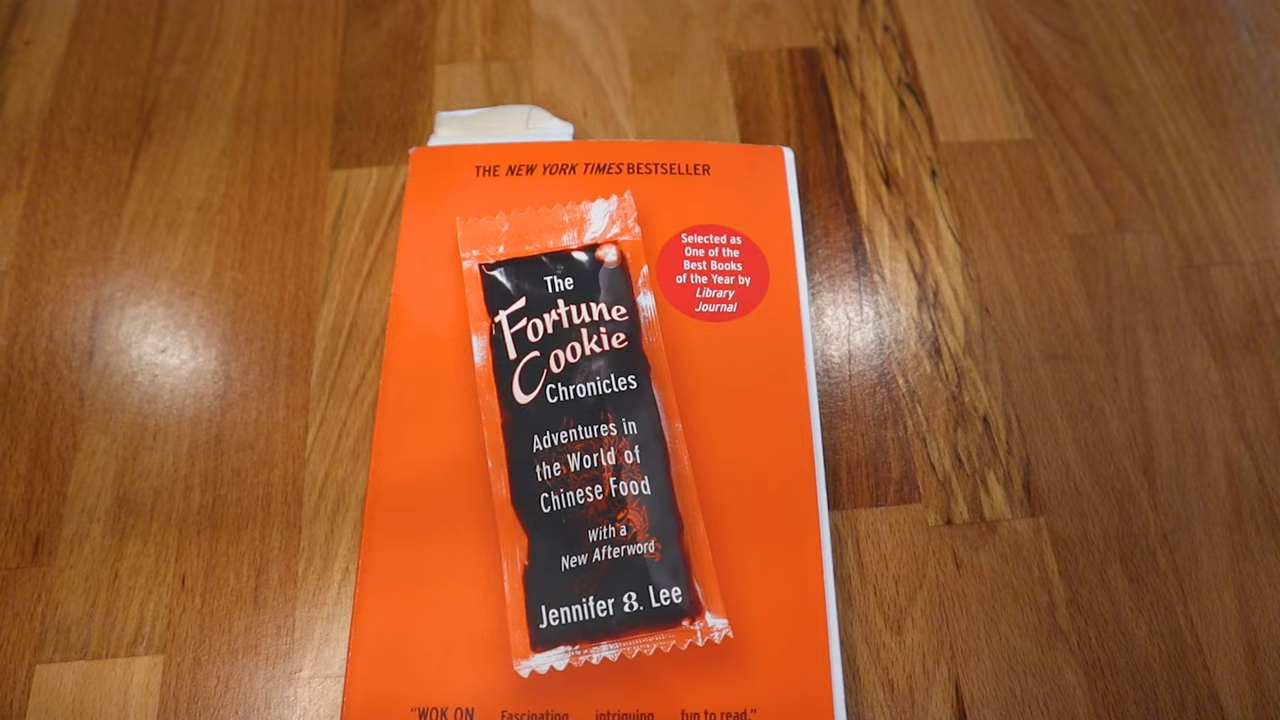 THE NEW YORK TIMES BESTSELLER
Selected as
One of the
Best Books
of the Year by
Library
Journal
The
Fortune
Cookie
Chronicles
Adventures in
the World of
Chinese Food
With a
New Afterword
Jennifer 8. Lee
"WOK ON Fascinating intriguing fun to read."